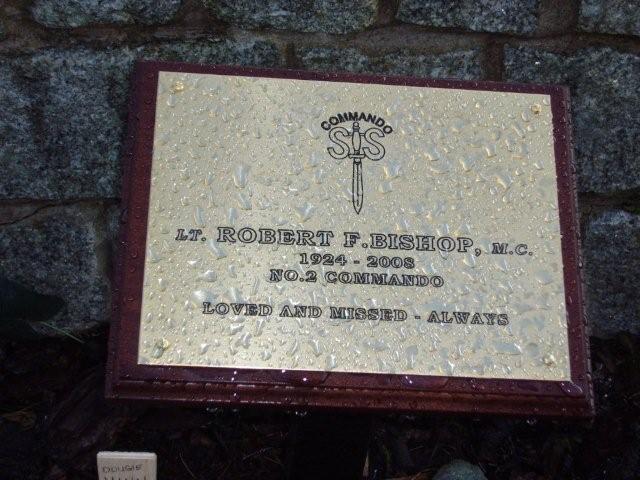 COMMANDO
SS
LT. ROBERT F. BISHOP, M.C.
1924 - 2008
NO.2 COMMANDO
LOVED AND MISSED - ALWAYS
DOUGIE